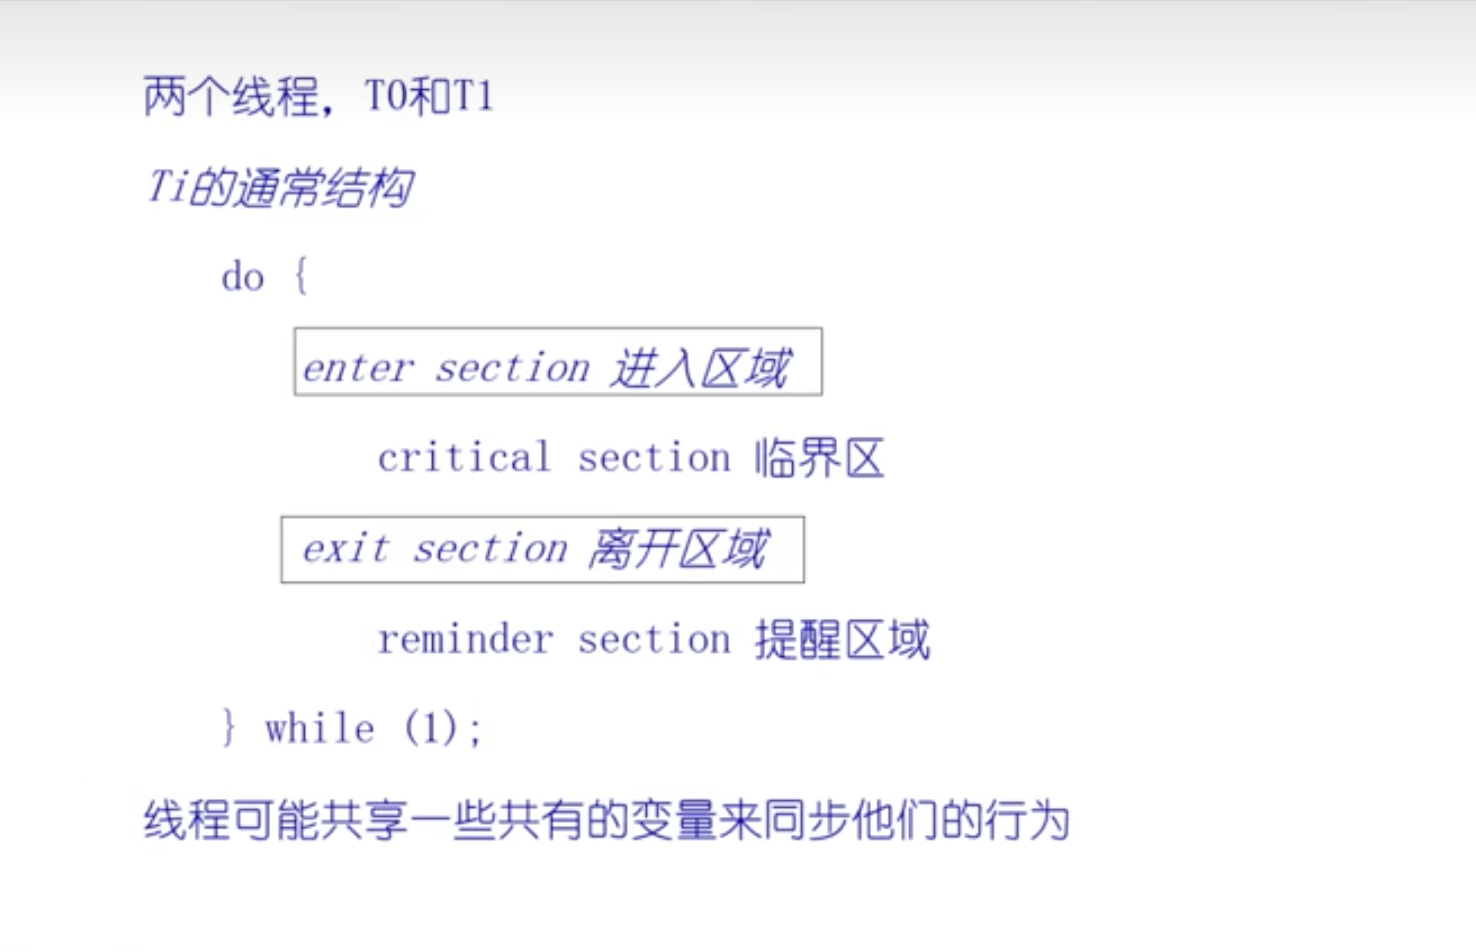 两个线程，T0和T1
Ti的通常结构
do {
enter section 进入区域
critical section 临界区
exit section 离开区域
reminder section 提醒区域
} while (1);
线程可能共享一些共有的变量来同步他们的行为